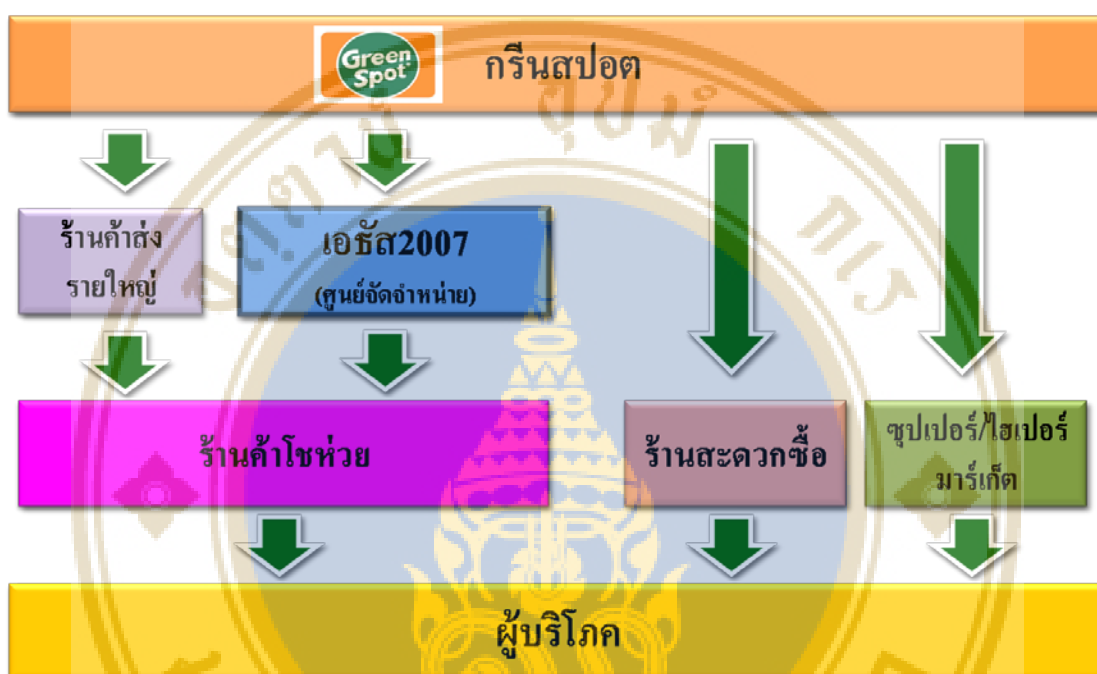 Green
Spot
กรีนสปอต
ร้านค้าส่ง
รายใหญ่
เอธัส2007
(ศูนย์จัดจำหน่าย)
ร้านค้าโชห่วย
ร้านสะดวกซื้อ
ซุปเปอร์/ไฮเปอร์
มาร์เก็ต
ผู้บริโภค